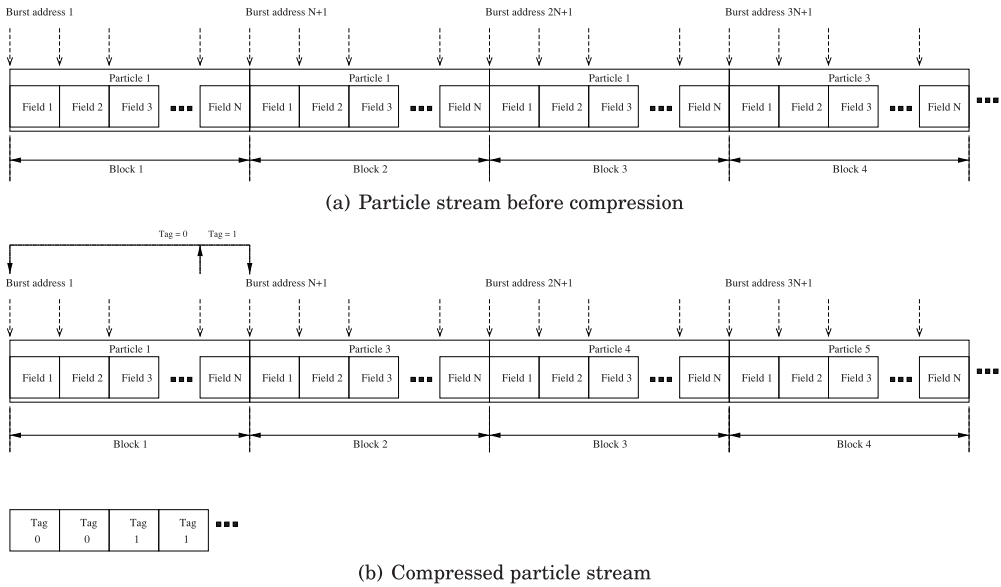 Burst address 1 Burst address N+1 Burst address 2N+1 Burst address 3N+1
Particle 1 Particle 1 Particle 1 Particle 3
Field 1 Field 2 Field 3 Field N Field 1 Field 2 Field 3 Field N Field 1 Field 2 Field 3 Field N Field 1 Field 2 Field 3 Field N
Block 1 Block 2 Block 3 Block 4
(a) Particle stream before compression
Tag = 0 Tag = 1
Burst address 1 Burst address N+1 Burst address 2N+1 Burst address 3N+1
Particle 1 Particle 3 Particle 4 Particle 5
Field 1 Field 2 Field 3 Field N Field 1 Field 2 Field 3 Field N Field 1 Field 2 Field 3 Field N Field 1 Field 2 Field 3 Field N
Block 1 Block 2 Block 3 Block 4
Tag Tag Tag Tag
0 0 1 1
(b) Compressed particle stream